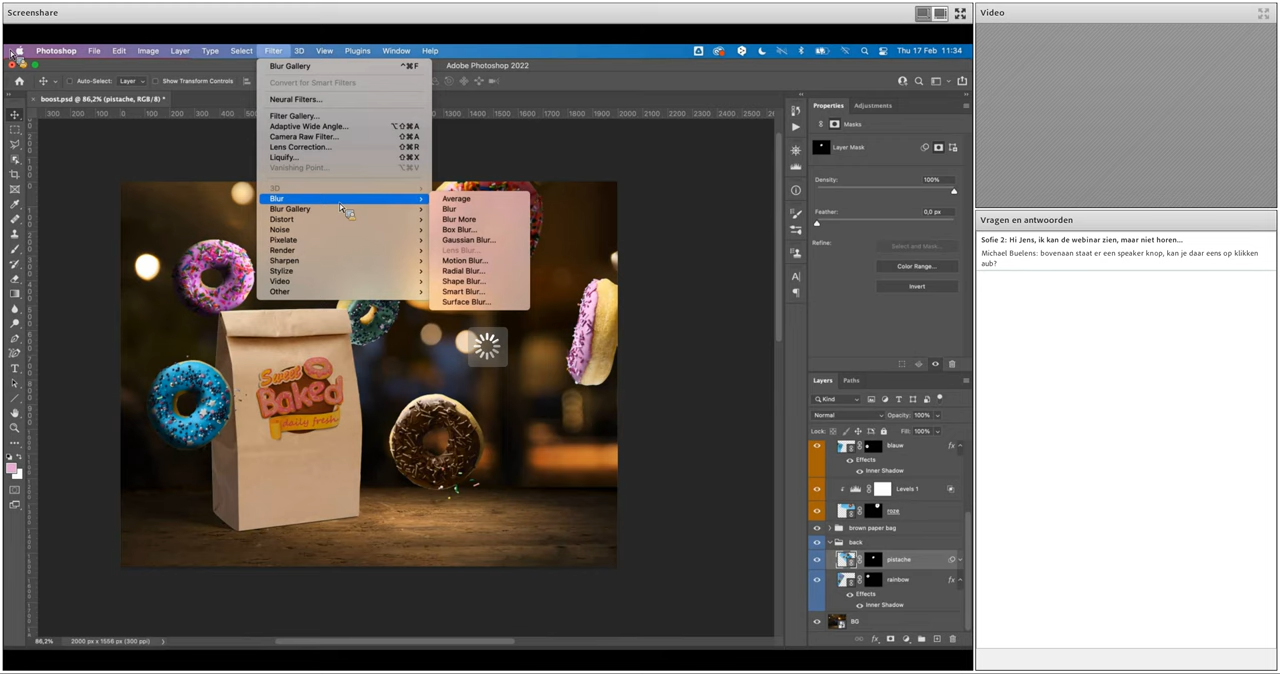 Screenshare
Photoshop File Edit Image Layer Type Select Filter 3D View Plugins Window Help
Thu 17 Feb 11:34
Adobe Photoshop 2022
Auto-Select: Layer
Show Transform Controls
boost.psd @ 86,2% (pistache, RGB/8) *
Blur Gallery ^⌘F
Convert for Smart Filters
Neural Filters...
Filter Gallery...
Adaptive Wide Angle... ⌥⇧⌘A
Camera Raw Filter... ⇧⌘A
Lens Correction... ⇧⌘R
Liquify... ⇧⌘X
Vanishing Point... ⌥⌘V
3D
Blur
Blur Gallery
Distort
Noise
Pixelate
Render
Sharpen
Stylize
Video
Other
Average
Blur
Blur More
Box Blur...
Gaussian Blur...
Lens Blur...
Motion Blur...
Radial Blur...
Shape Blur...
Smart Blur...
Surface Blur...
Sweet
Baked
daily fresh
86,2% 2000 px x 1556 px (300 ppi)
Properties Adjustments
Masks
Layer Mask
Density: 100%
Feather: 0,0 px
Refine: Select and Mask...
Color Range...
Invert
Layers Paths
Kind
Normal Opacity: 100%
Lock: Fill: 100%
blauw fx
Effects
Inner Shadow
Levels 1
roze
brown paper bag
back
pistache
rainbow fx
Effects
Inner Shadow
BG
Video
Vragen en antwoorden
Sofie 2: Hi Jens, ik kan de webinar zien, maar niet horen...
Michael Buelens: bovenaan staat er een speaker knop, kan je daar eens op klikken
aub?